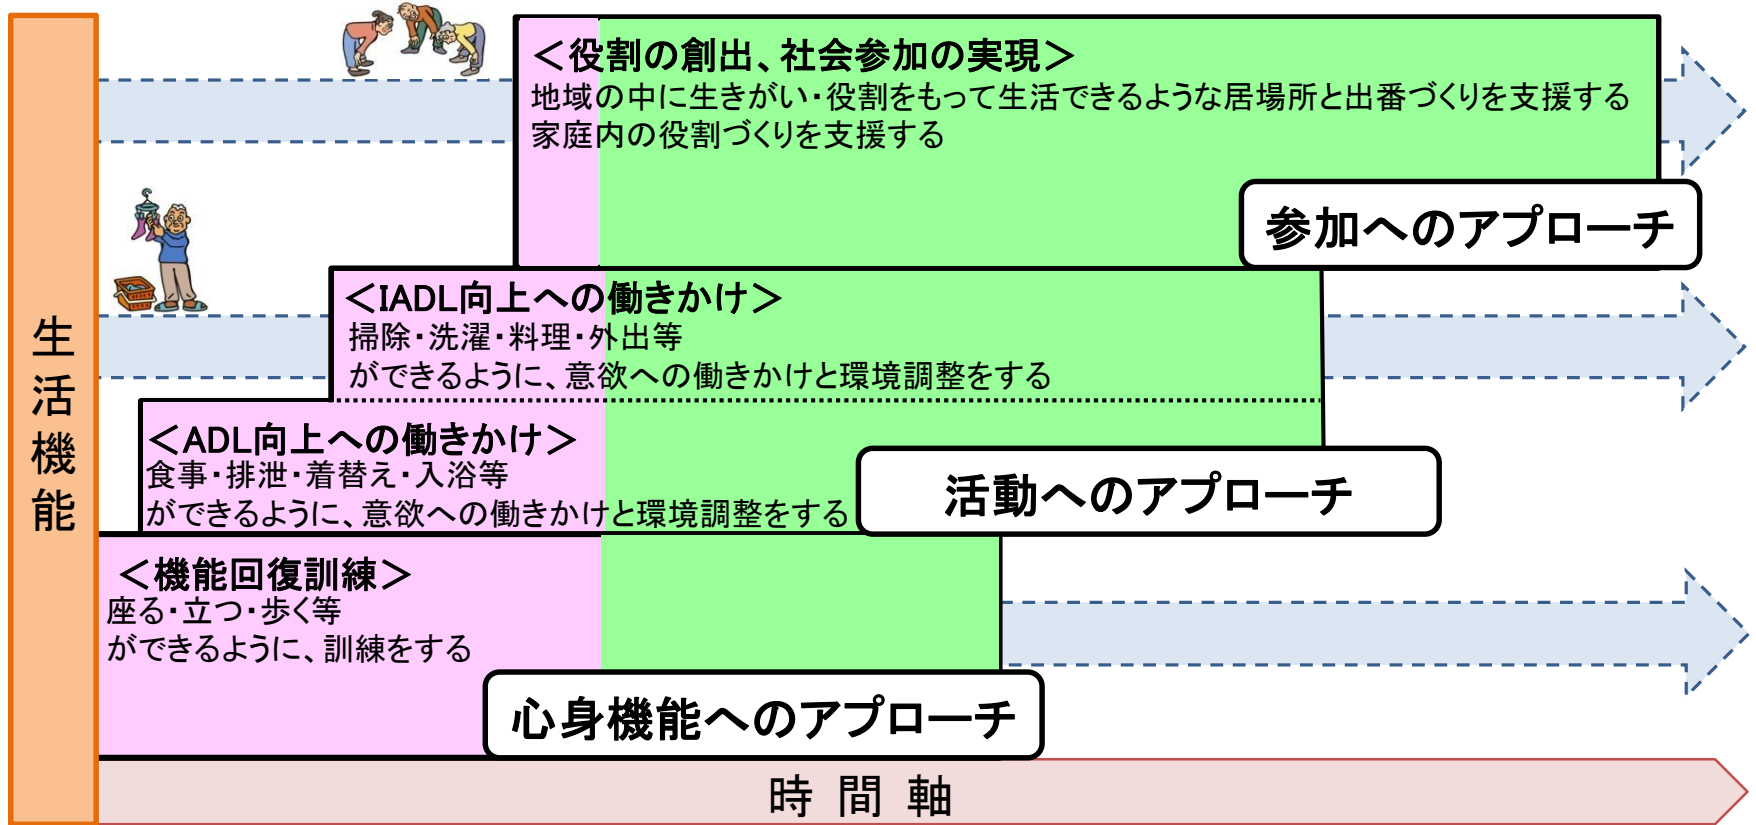 生活機能
＜役割の創出、社会参加の実現＞
地域の中に生きがい・役割をもって生活できるような居場所と出番づくりを支援する
家庭内の役割づくりを支援する
参加へのアプローチ
＜IADL向上への働きかけ＞
掃除・洗濯・料理・外出等
ができるように、意欲への働きかけと環境調整をする
＜ADL向上への働きかけ＞
食事・排泄・着替え・入浴等
ができるように、意欲への働きかけと環境調整をする
活動へのアプローチ
＜機能回復訓練＞
座る・立つ・歩く等
ができるように、訓練をする
心身機能へのアプローチ
時間軸